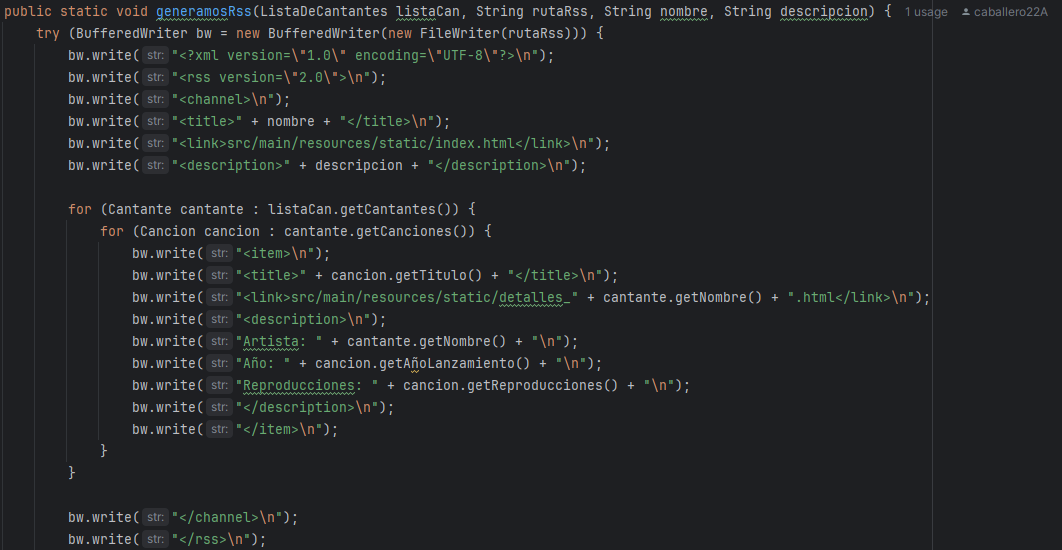 public static void generamosRss(ListaDeCantantes listaCan, String rutaRss, String nombre, String descripcion) { 1 usage caballero22A
try (BufferedWriter bw = new BufferedWriter(new FileWriter(rutaRss))) {
bw.write( str: "<?xml version=\"1.0\" encoding=\"UTF-8\"?>\n");
bw.write( str: "<rss version=\"2.0\">\n");
bw.write( str: "<channel>\n");
bw.write( str: "<title>" + nombre + "</title>\n");
bw.write( str: "<link>src/main/resources/static/index.html</link>\n");
bw.write( str: "<description>" + descripcion + "</description>\n");
for (Cantante cantante : listaCan.getCantantes()) {
for (Cancion cancion : cantante.getCanciones()) {
bw.write( str: "<item>\n");
bw.write( str: "<title>" + cancion.getTitulo() + "</title>\n");
bw.write( str: "<link>src/main/resources/static/detalles_" + cantante.getNombre() + ".html</link>\n");
bw.write( str: "<description>\n");
bw.write( str: "Artista: " + cantante.getNombre() + "\n");
bw.write( str: "Año: " + cancion.getAñoLanzamiento() + "\n");
bw.write( str: "Reproducciones: " + cancion.getReproducciones() + "\n");
bw.write( str: "</description>\n");
bw.write( str: "</item>\n");
}
}
bw.write( str: "</channel>\n");
bw.write( str: "</rss>\n");